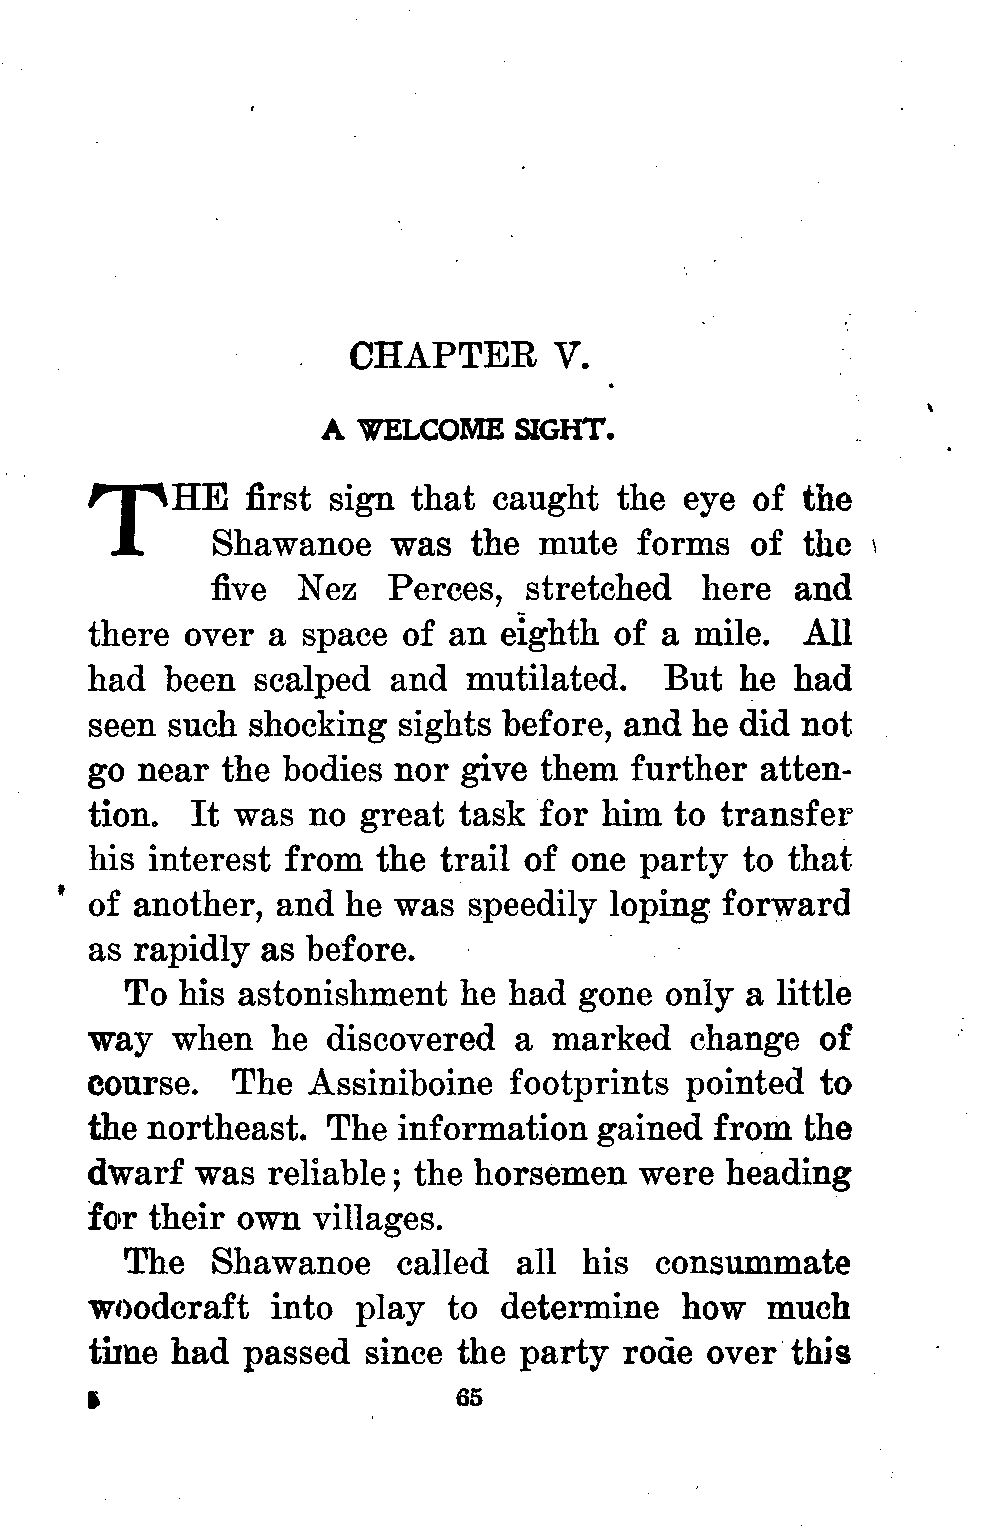 CHAPTER V.
A WELCOME SIGHT.
THE first sign that caught the eye of the
Shawanoe was the mute forms of the
five Nez Perces, stretched here and
there over a space of an eighth of a mile. All
had been scalped and mutilated. But he had
seen such shocking sights before, and he did not
go near the bodies nor give them further atten-
tion. It was no great task for him to transfer
his interest from the trail of one party to that
of another, and he was speedily loping forward
as rapidly as before.
To his astonishment he had gone only a little
way when he discovered a marked change of
course. The Assiniboine footprints pointed to
the northeast. The information gained from the
dwarf was reliable; the horsemen were heading
for their own villages.
The Shawanoe called all his consummate
woodcraft into play to determine how much
time had passed since the party rode over this
65